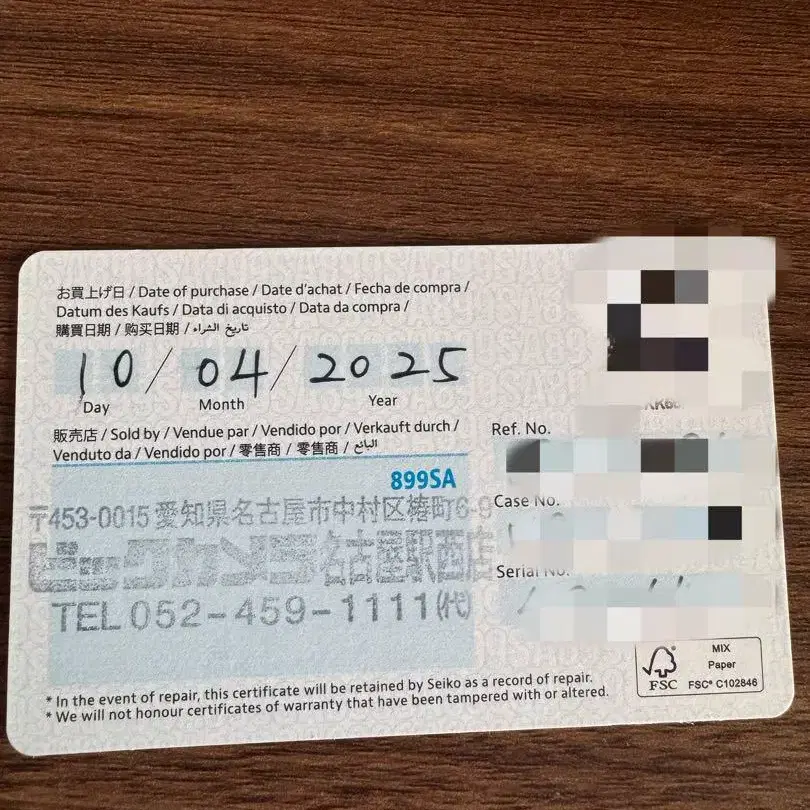 お買上げ日 / Date of purchase / Date d'achat / Fecha de compra /
Datum des Kaufs / Data di acquisto / Data da compra /
購買日期 / 购买日期 / تاريخ الشراء
10 / 04 / 2025
Day Month Year
販売店 / Sold by / Vendue par / Vendido por / Verkauft durch /
Venduto da / Vendido por / 零售商 / 零售商 / البائع
899SA
〒453-0015 愛知県名古屋市中村区椿町6-9
ビックカメラ名古屋駅西店
TEL 052-459-1111(代)
Ref. No.
Case No.
Serial No.
* In the event of repair, this certificate will be retained by Seiko as a record of repair.
* We will not honour certificates of warranty that have been tampered with or altered.
FSC
MIX
Paper
FSC® C102846